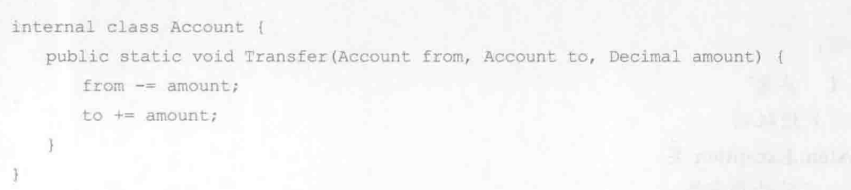 internal class Account {
public static void Transfer(Account from, Account to, Decimal amount) {
from -= amount;
to += amount;
}
}